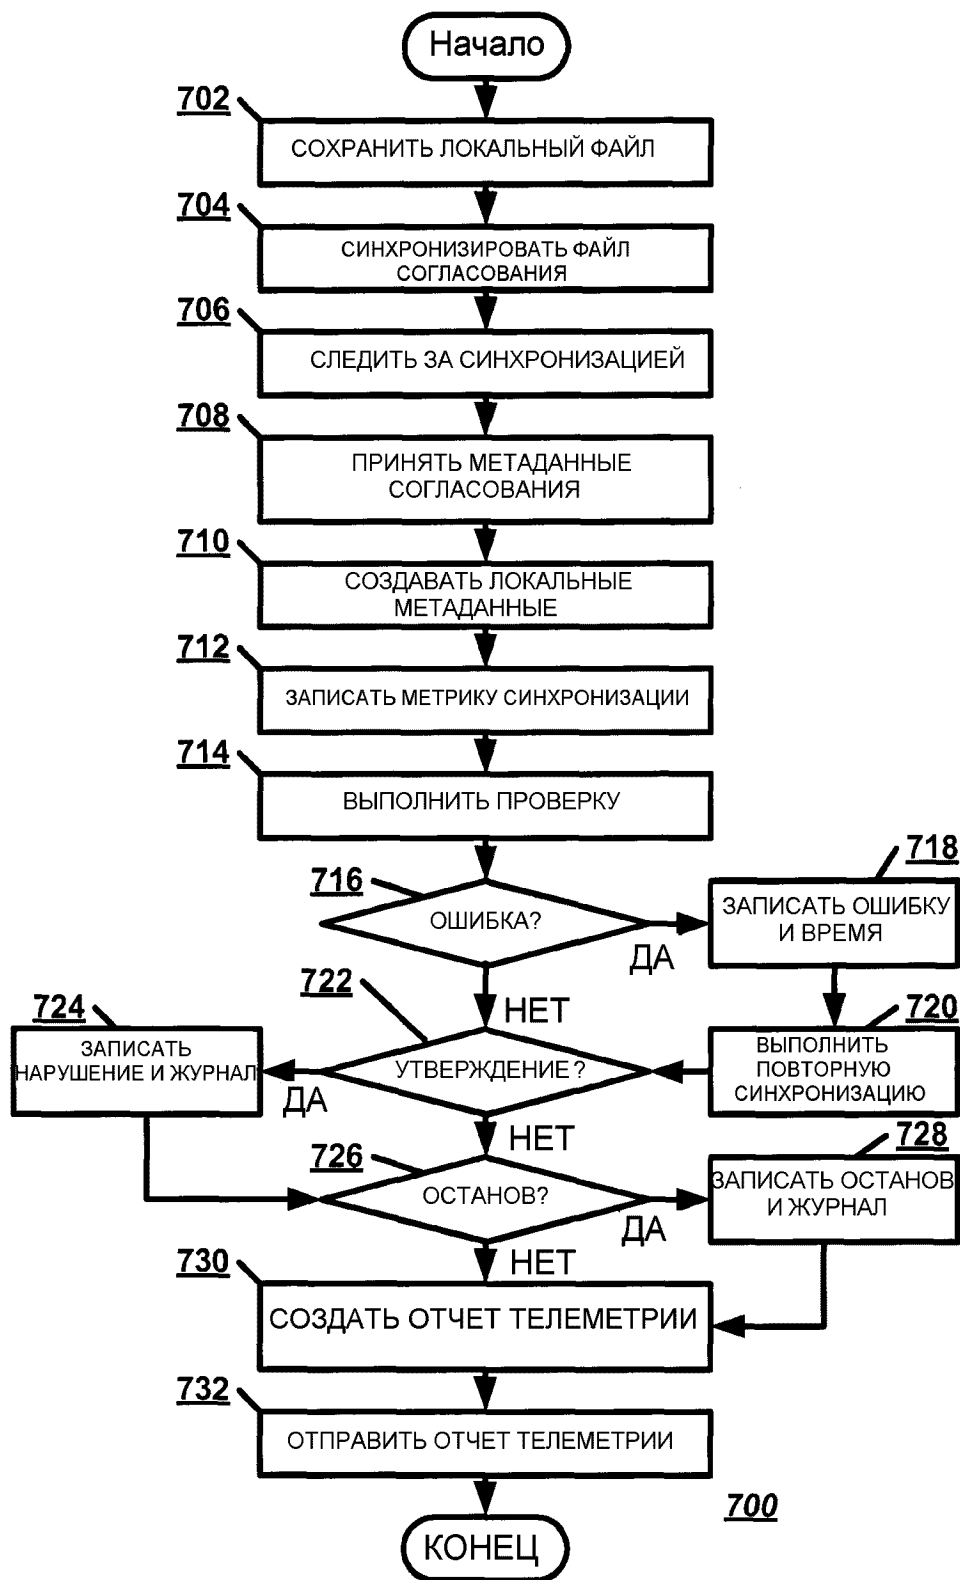 Начало
702
СОХРАНИТЬ ЛОКАЛЬНЫЙ ФАЙЛ
704
СИНХРОНИЗИРОВАТЬ ФАЙЛ
СОГЛАСОВАНИЯ
706
СЛЕДИТЬ ЗА СИНХРОНИЗАЦИЕЙ
708
ПРИНЯТЬ МЕТАДАННЫЕ
СОГЛАСОВАНИЯ
710
СОЗДАВАТЬ ЛОКАЛЬНЫЕ
МЕТАДАННЫЕ
712
ЗАПИСАТЬ МЕТРИКУ СИНХРОНИЗАЦИИ
714
ВЫПОЛНИТЬ ПРОВЕРКУ
716
ОШИБКА?
ДА
718
ЗАПИСАТЬ ОШИБКУ
И ВРЕМЯ
НЕТ
720
ВЫПОЛНИТЬ
ПОВТОРНУЮ
СИНХРОНИЗАЦИЮ
722
УТВЕРЖДЕНИЕ?
ДА
724
ЗАПИСАТЬ
НАРУШЕНИЕ И ЖУРНАЛ
НЕТ
726
ОСТАНОВ?
ДА
728
ЗАПИСАТЬ ОСТАНОВ
И ЖУРНАЛ
НЕТ
730
СОЗДАТЬ ОТЧЕТ ТЕЛЕМЕТРИИ
732
ОТПРАВИТЬ ОТЧЕТ ТЕЛЕМЕТРИИ
700
КОНЕЦ